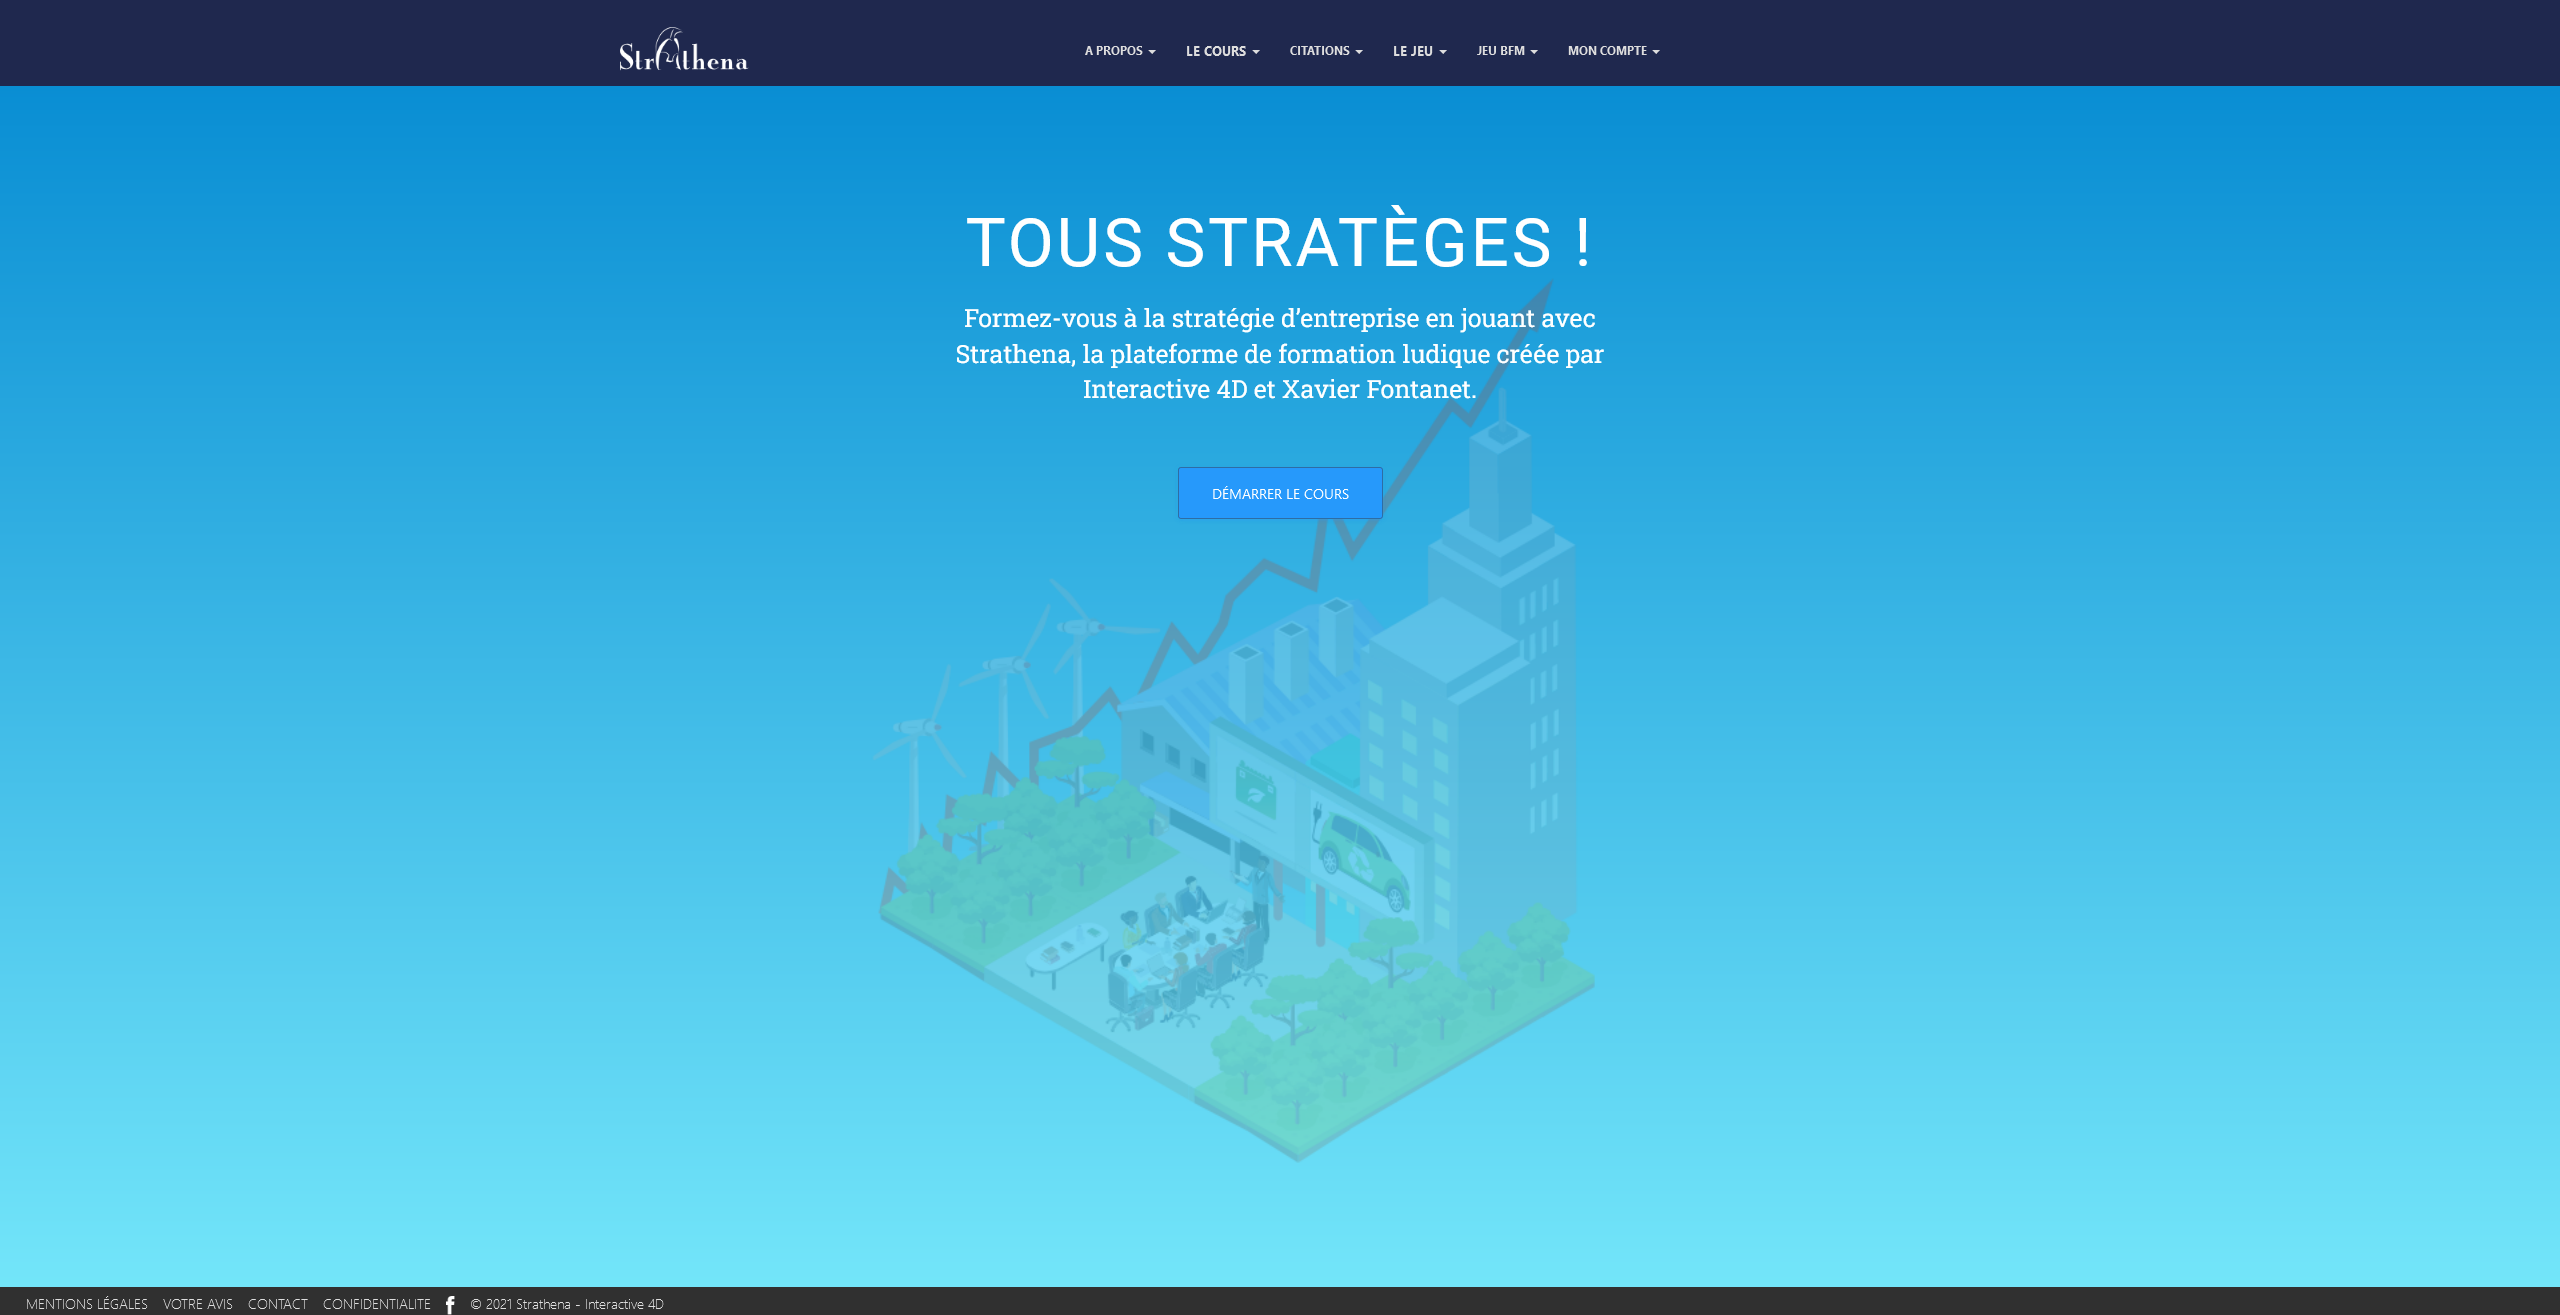 Strathena
A PROPOS LE COURS CITATIONS LE JEU JEU BFM MON COMPTE
TOUS STRATÈGES !
Formez-vous à la stratégie d’entreprise en jouant avec
Strathena, la plateforme de formation ludique créée par
Interactive 4D et Xavier Fontanet.
DÉMARRER LE COURS
MENTIONS LÉGALES VOTRE AVIS CONTACT CONFIDENTIALITE f © 2021 Strathena - Interactive 4D